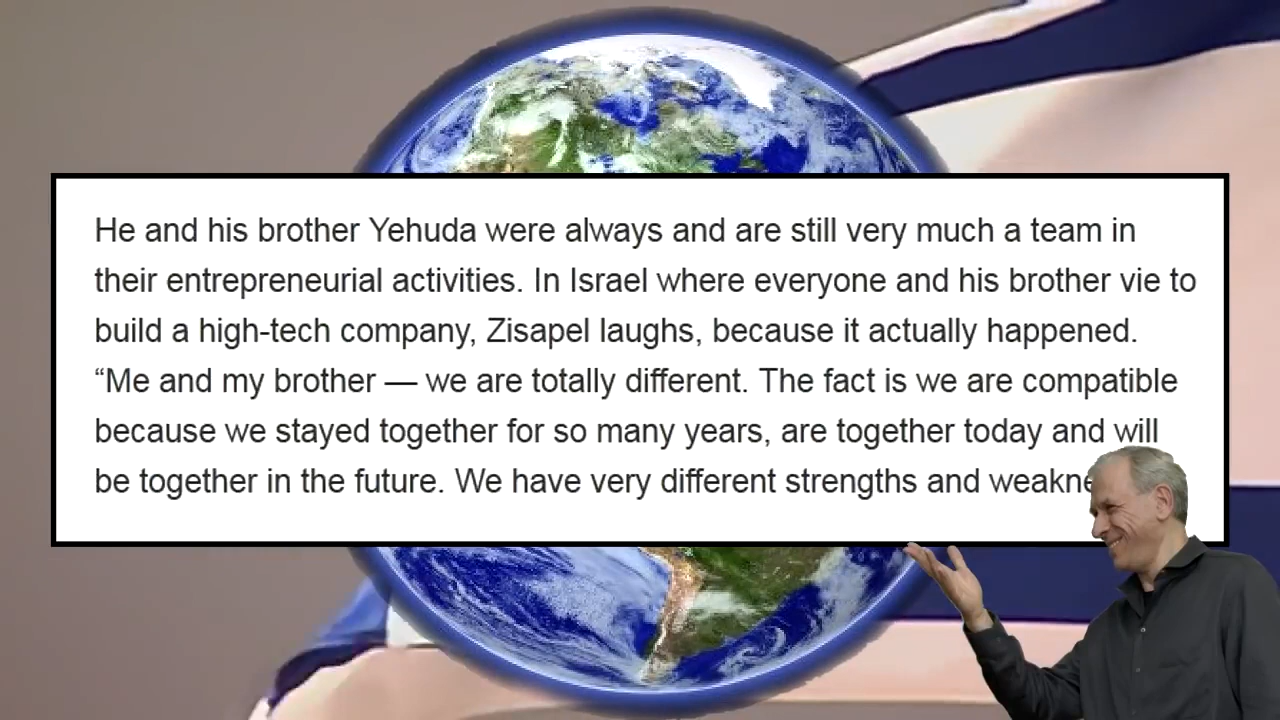 He and his brother Yehuda were always and are still very much a team in
their entrepreneurial activities. In Israel where everyone and his brother vie to
build a high-tech company, Zisapel laughs, because it actually happened.
“Me and my brother — we are totally different. The fact is we are compatible
because we stayed together for so many years, are together today and will
be together in the future. We have very different strengths and